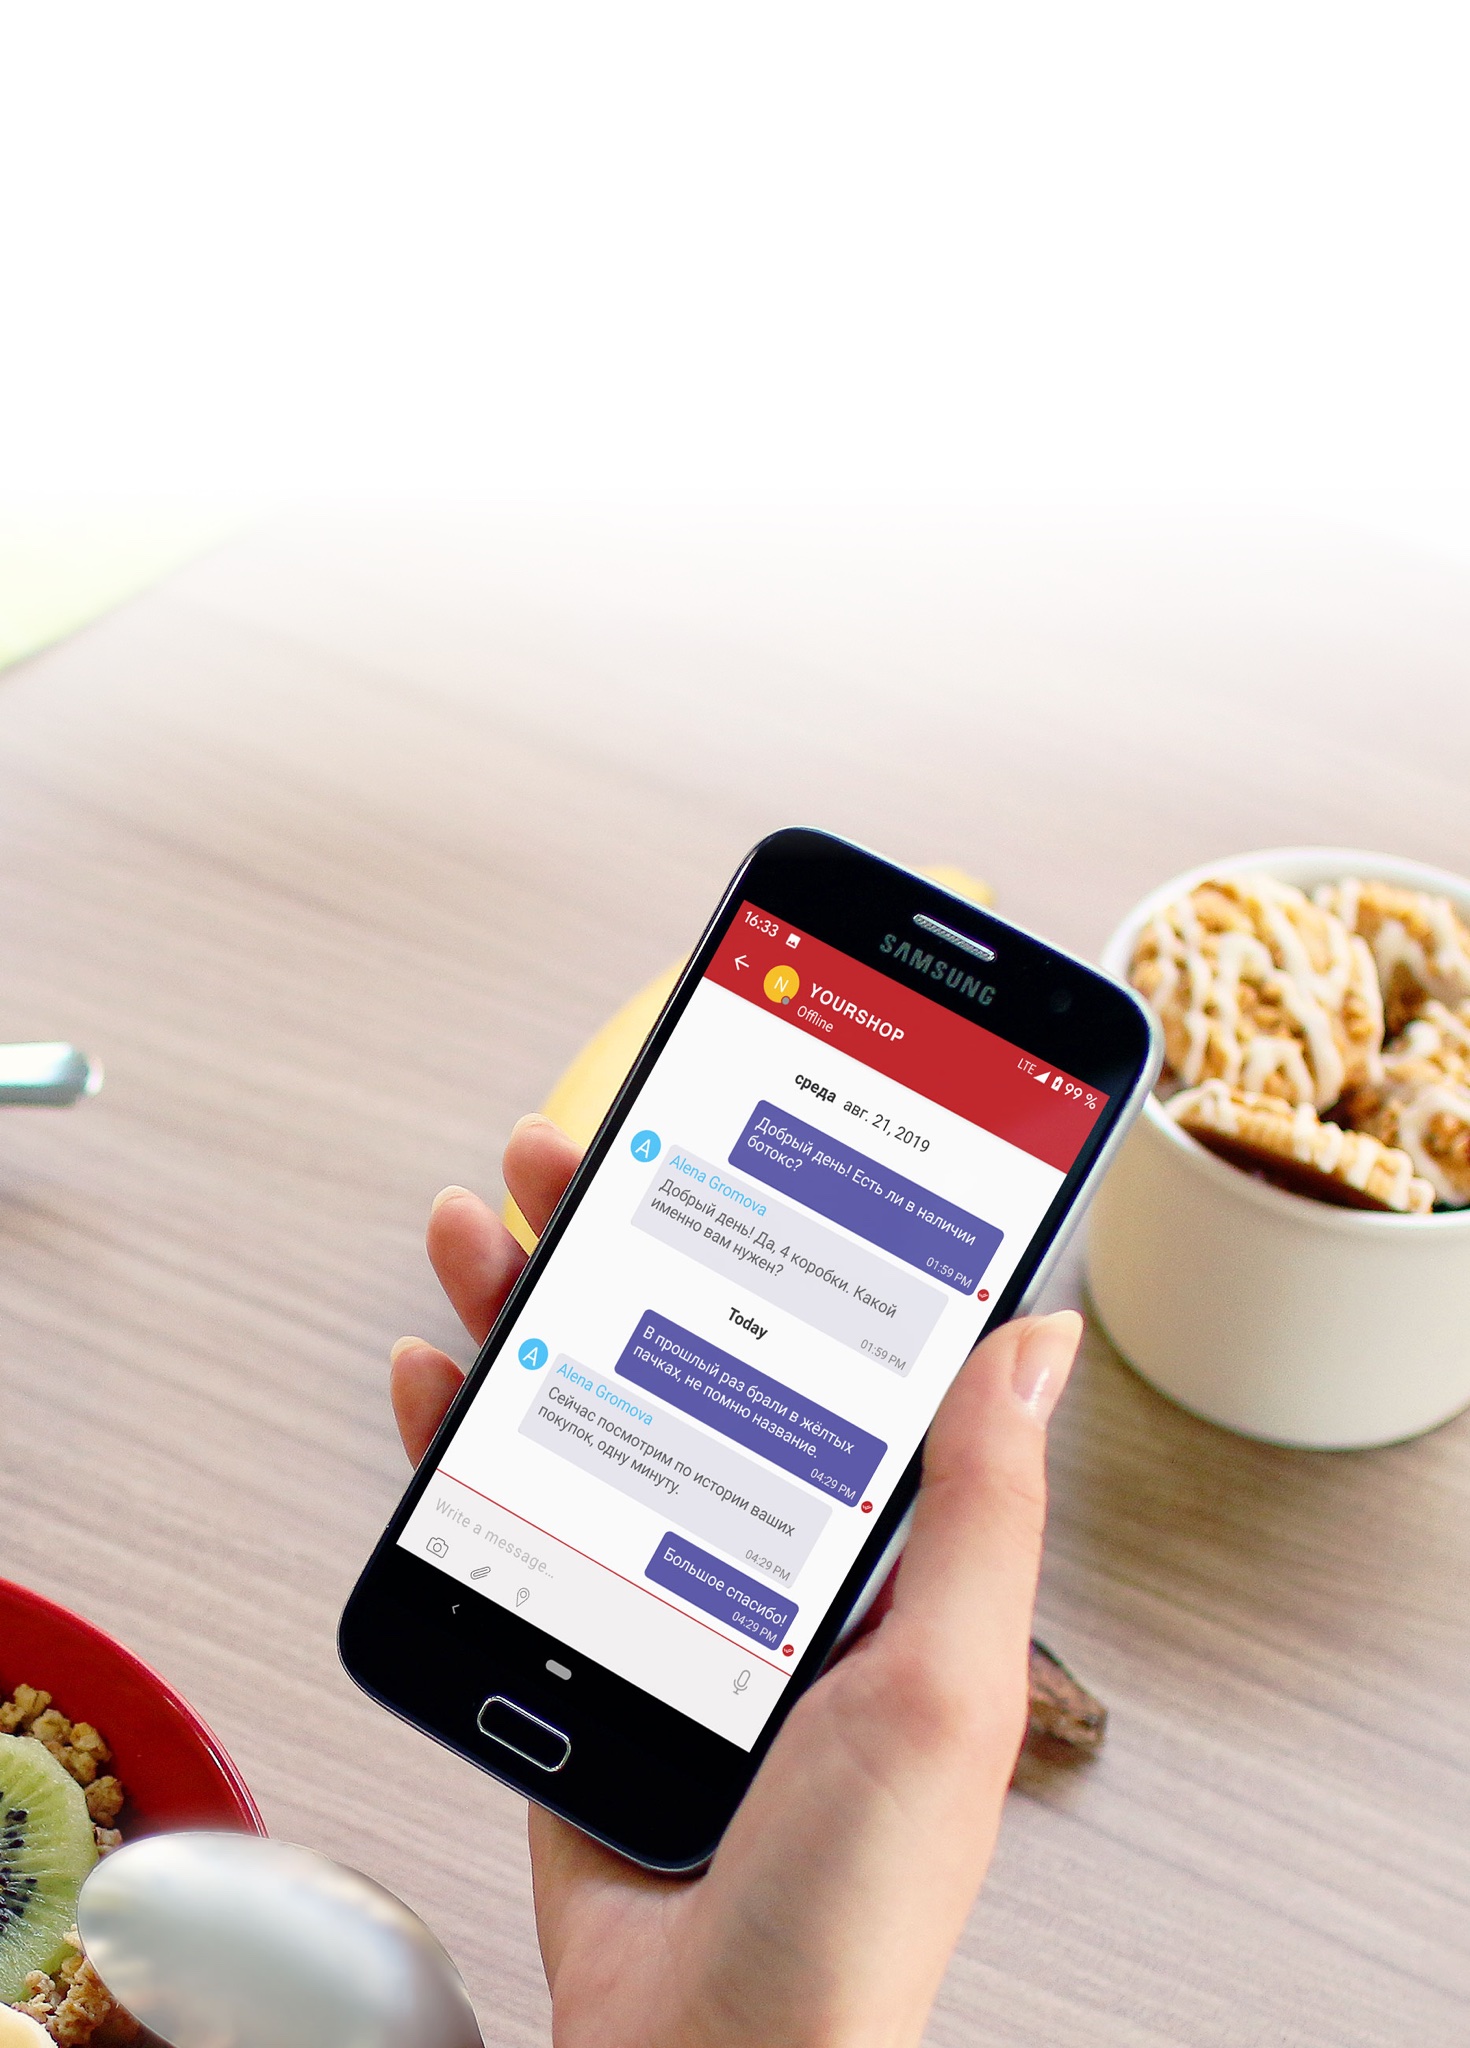 SAMSUNG
16:33
LTE 99 %
N
YOURSHOP
Offline
среда авг. 21, 2019
Добрый день! Есть ли в наличии
ботокс?
01:59 PM
A
Alena Gromova
Добрый день! Да, 4 коробки. Какой
именно вам нужен?
01:59 PM
Today
В прошлый раз брали в жёлтых
пачках, не помню название.
04:29 PM
A
Alena Gromova
Сейчас посмотрим по истории ваших
покупок, одну минуту.
04:29 PM
Большое спасибо!
04:29 PM
Write a message...